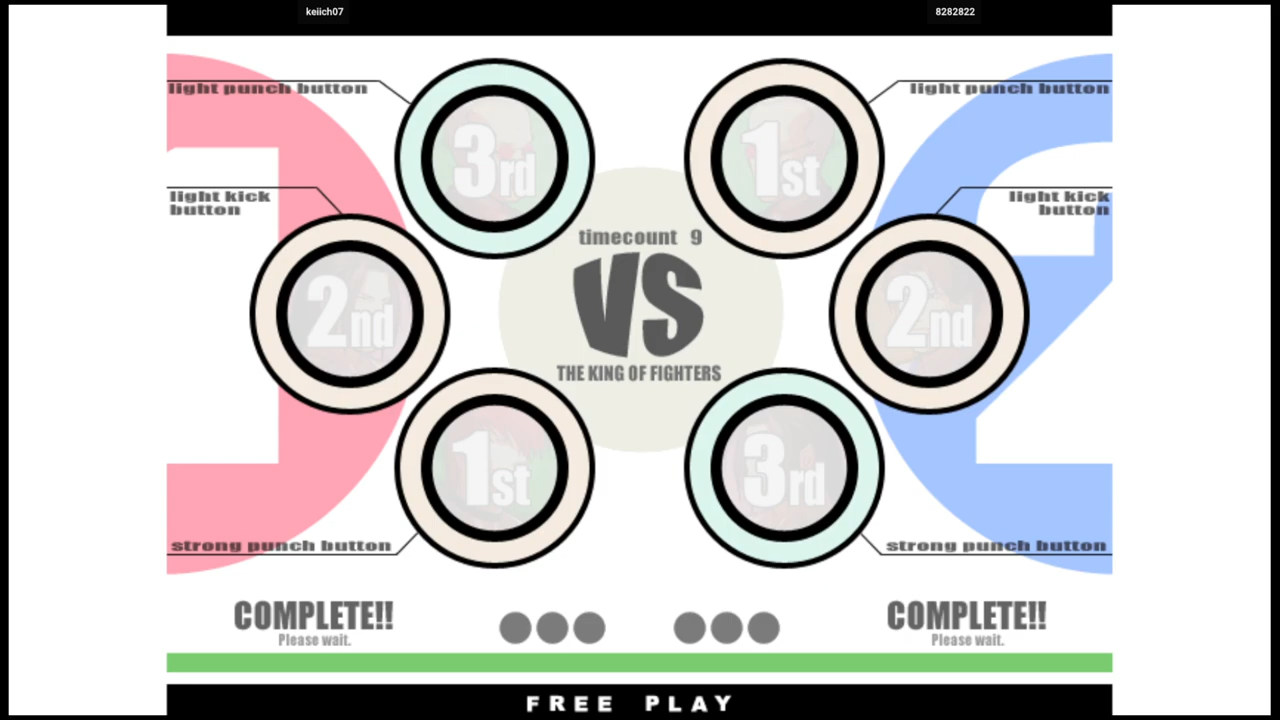 keiich07
8282822
light punch button
light punch button
3rd
1st
light kick
button
light kick
button
timecount 9
VS
2nd
2nd
THE KING OF FIGHTERS
1st
3rd
strong punch button
strong punch button
COMPLETE!!
Please wait.
COMPLETE!!
Please wait.
FREE PLAY